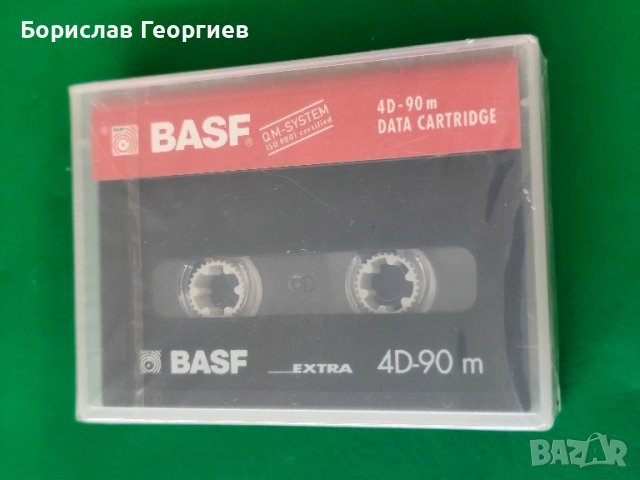 Борислав Георгиев
BASF®
QM-SYSTEM
ISO 9001 certified
4D-90 m
DATA CARTRIDGE
BASF
EXTRA
4D-90 m
BAZAR